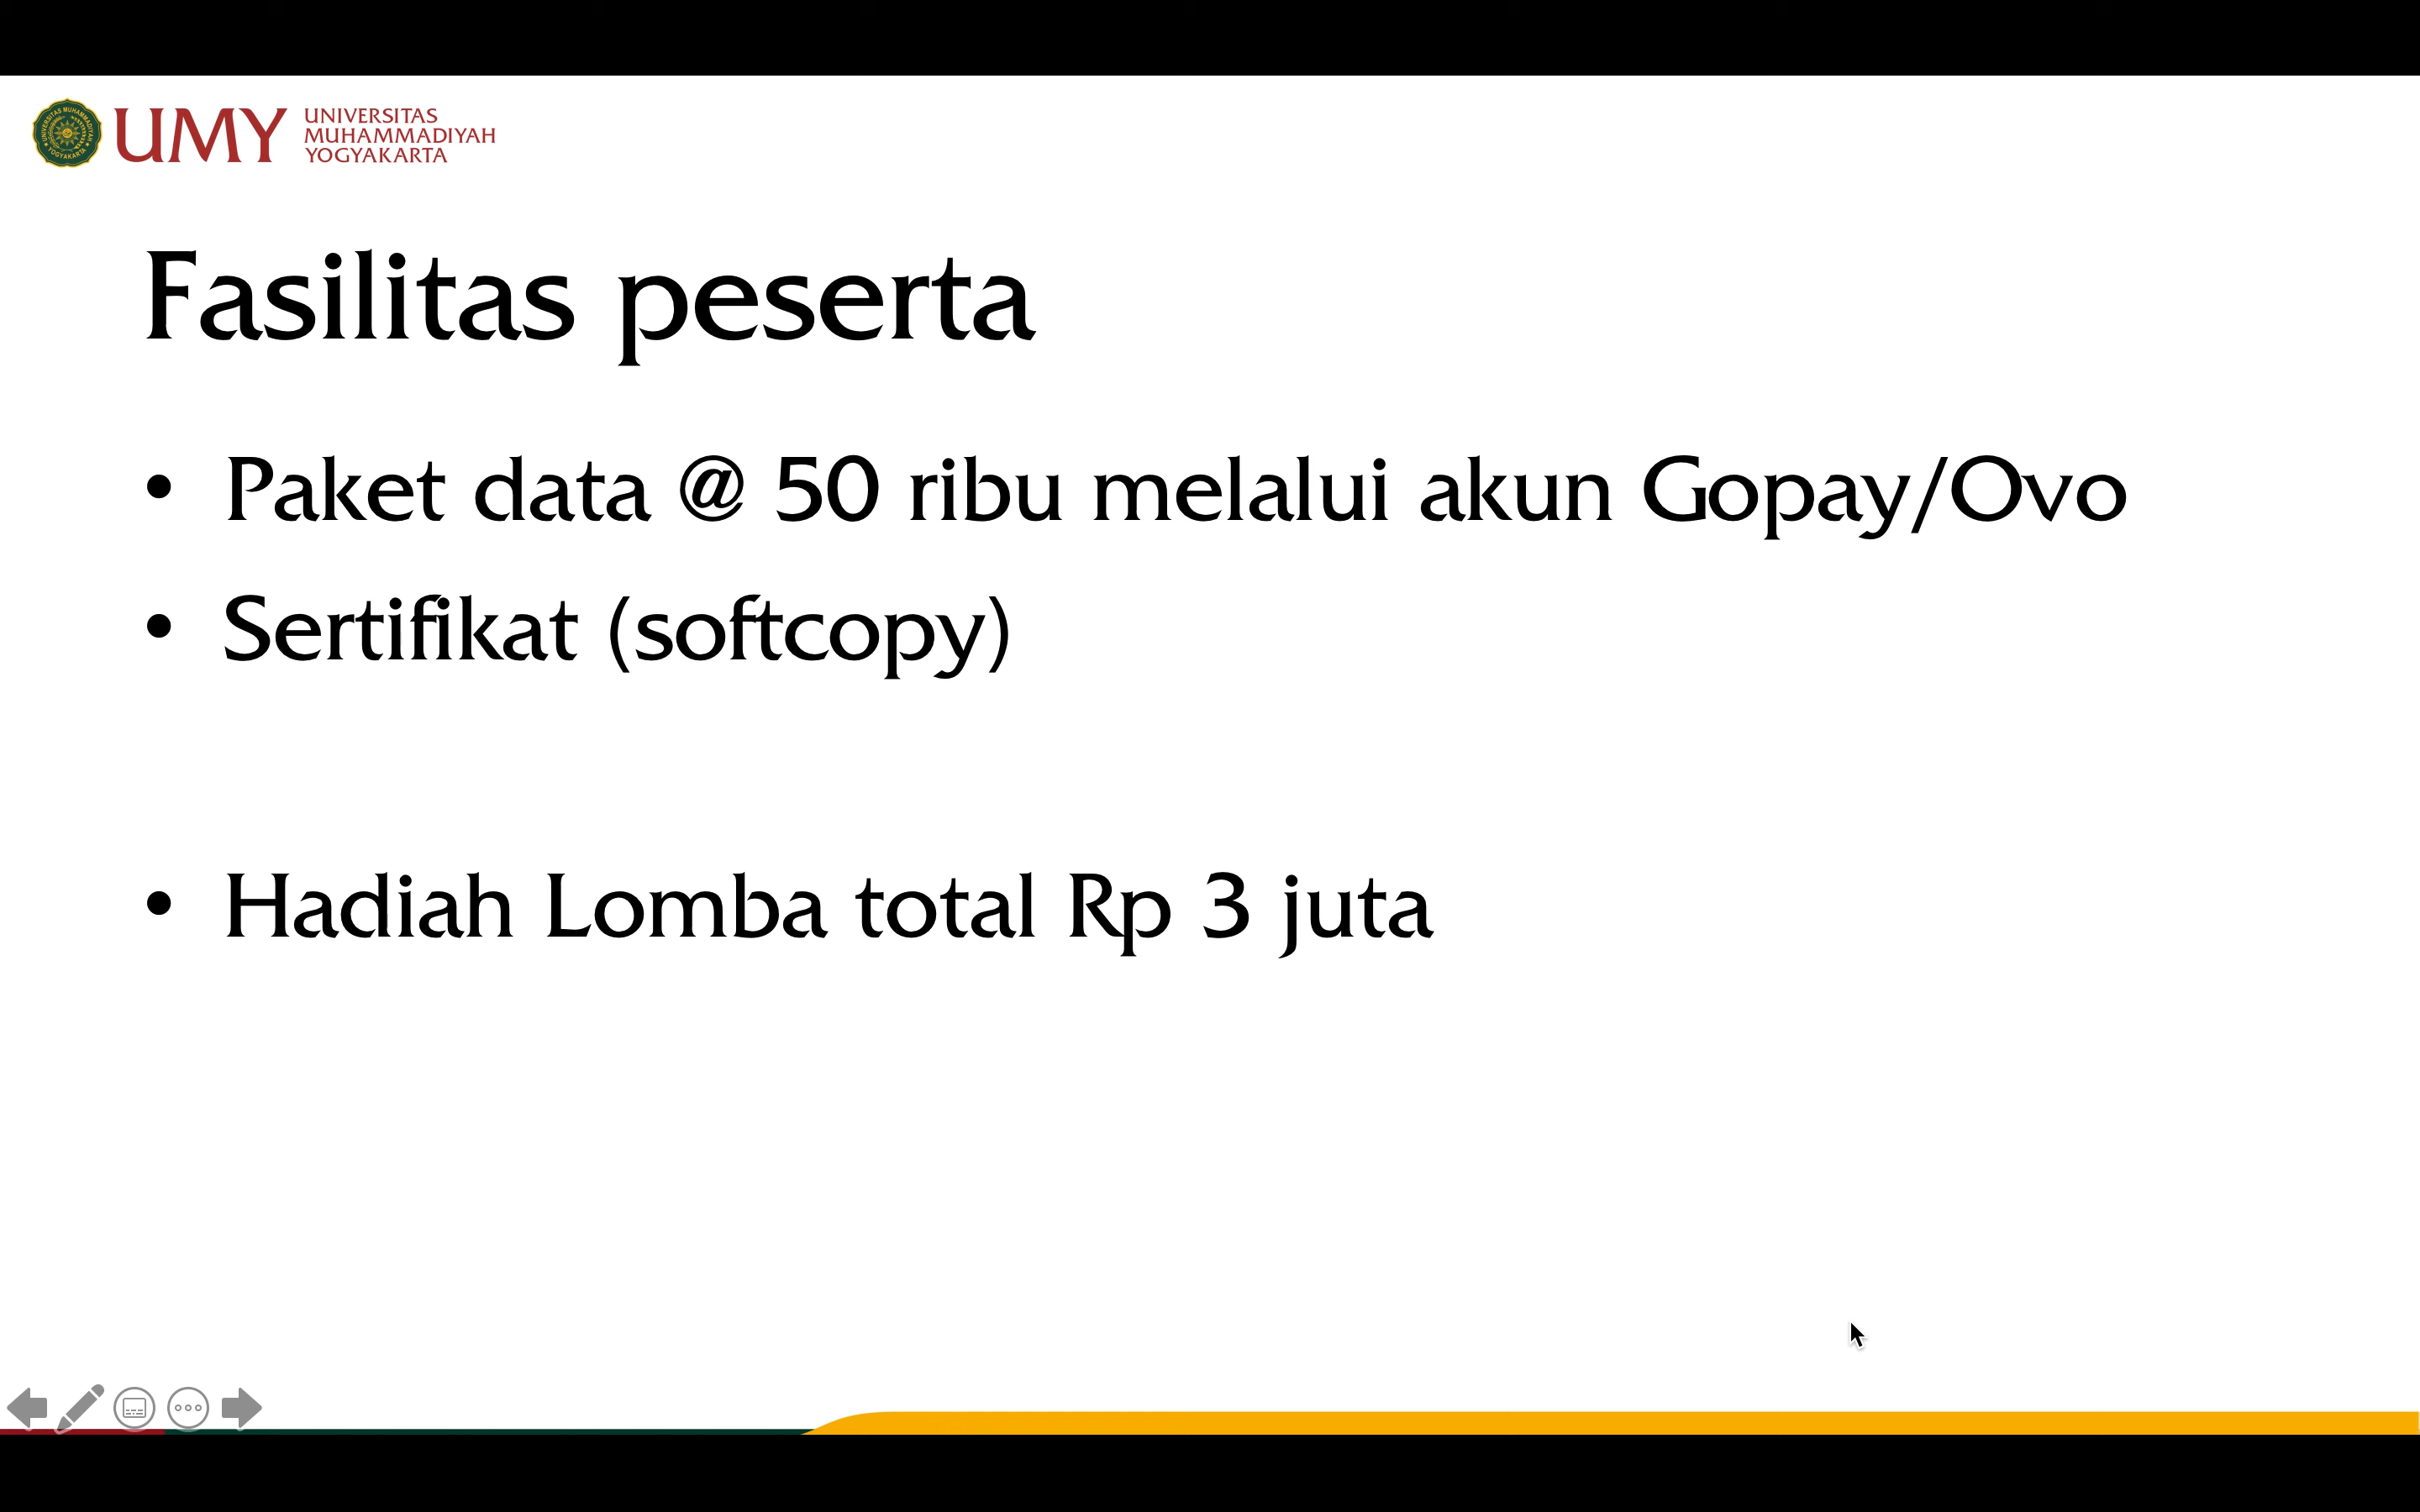 UMY
UNIVERSITAS
MUHAMMADIYAH
YOGYAKARTA
Fasilitas peserta
• Paket data @ 50 ribu melalui akun Gopay/Ovo
• Sertifikat (softcopy)
• Hadiah Lomba total Rp 3 juta